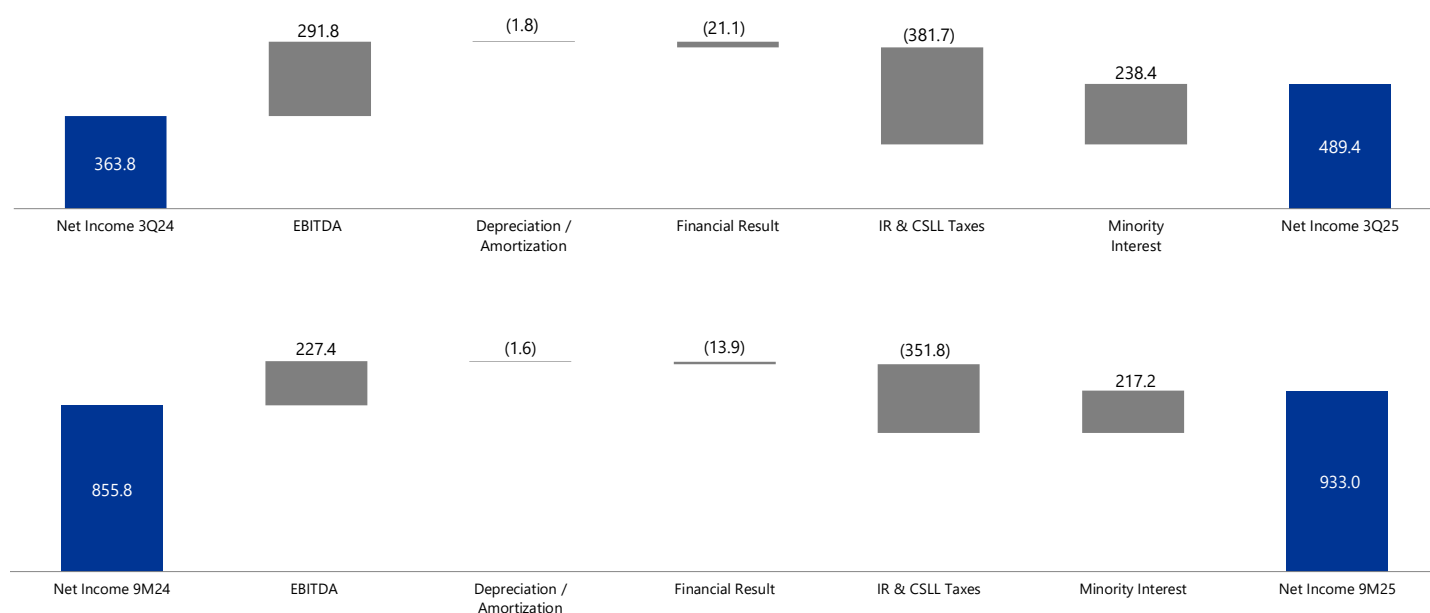 291.8
(1.8)
(21.1)
(381.7)
238.4
363.8
489.4
Net Income 3Q24
EBITDA
Depreciation /
Amortization
Financial Result
IR & CSLL Taxes
Minority
Interest
Net Income 3Q25
227.4
(1.6)
(13.9)
(351.8)
217.2
855.8
933.0
Net Income 9M24
EBITDA
Depreciation /
Amortization
Financial Result
IR & CSLL Taxes
Minority Interest
Net Income 9M25